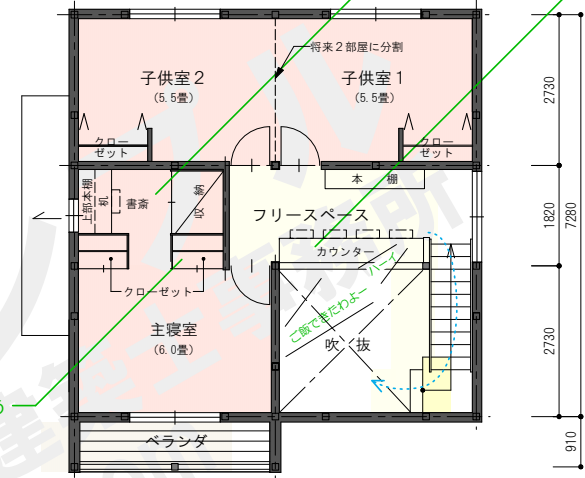 将来２部屋に分割
子供室２
(5.5畳)
子供室１
(5.5畳)
クロー
ゼット
クロー
ゼット
本 棚
上部本棚
机
書斎
収納
フリースペース
カウンター
クローゼット
ハーイ
ご飯できたわよー
主寝室
(6.0畳)
吹 抜
ベランダ
2730
1820
7280
2730
910